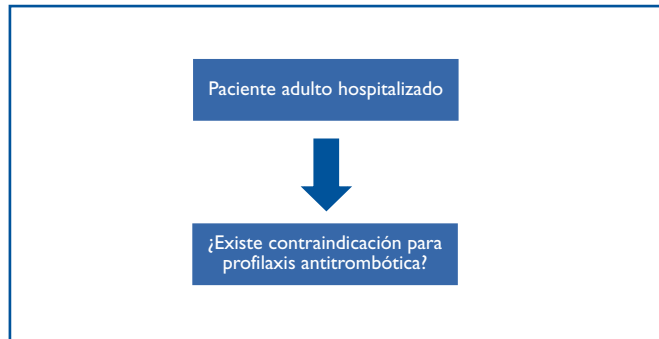 Paciente adulto hospitalizado
¿Existe contraindicación para
profilaxis antitrombótica?